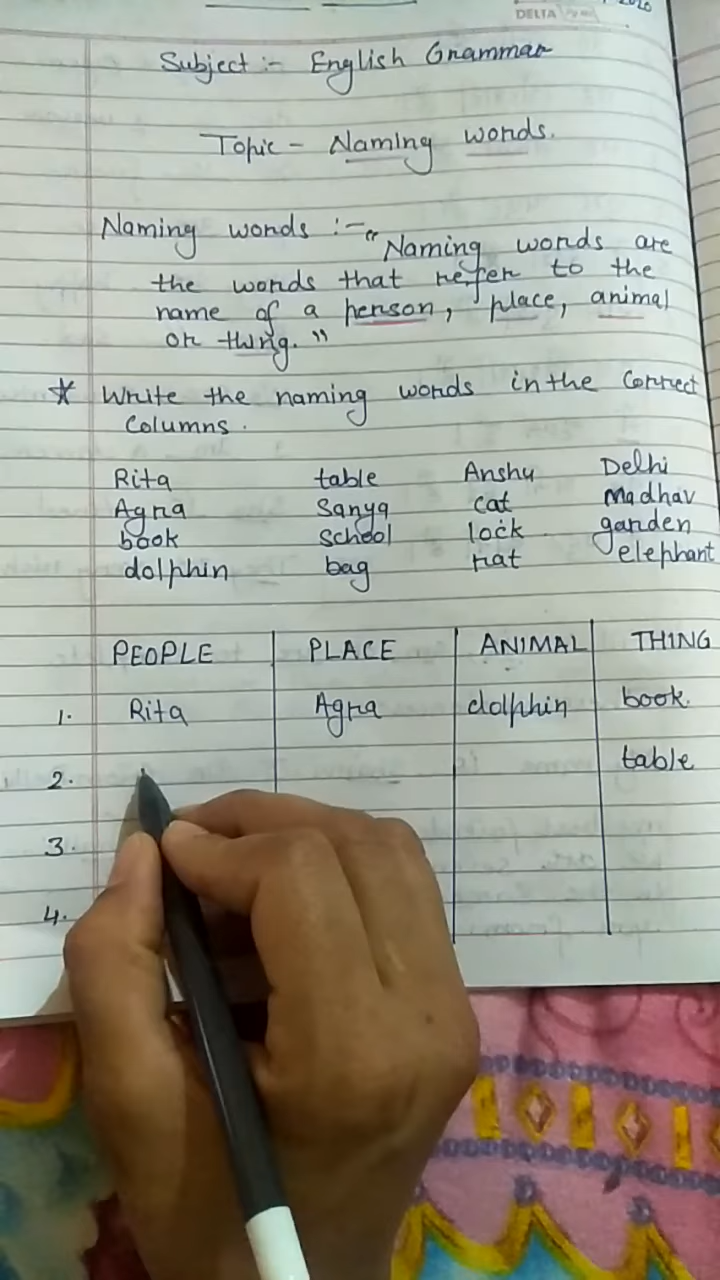 DELTA
2020
Subject :- English Grammar
Topic - Naming words.
Naming words :- "Naming words are
the words that refer to the
name of a person, place, animal
or thing."
* Write the naming words in the correct
columns.
Rita table Anshu Delhi
Agra Sanya cat Madhav
book school lock garden
dolphin bag rat elephant
PEOPLE PLACE ANIMAL THING
1. Rita Agra dolphin book.
2. table
3.
4.